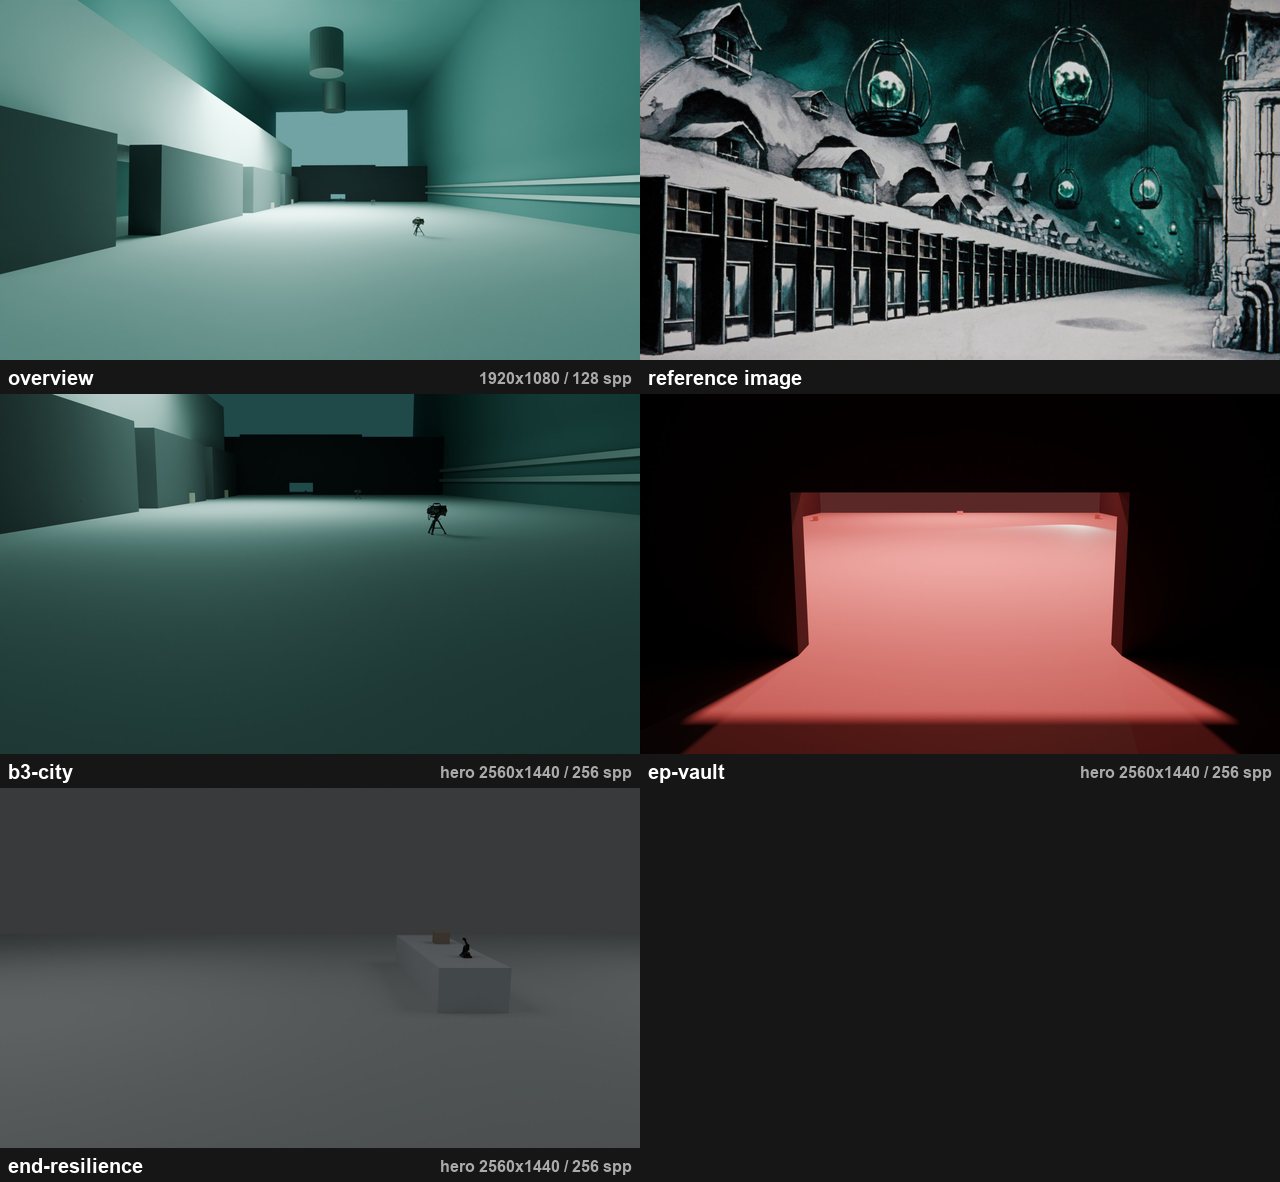 overview
1920x1080 / 128 spp
reference image
b3-city
hero 2560x1440 / 256 spp
ep-vault
hero 2560x1440 / 256 spp
end-resilience
hero 2560x1440 / 256 spp